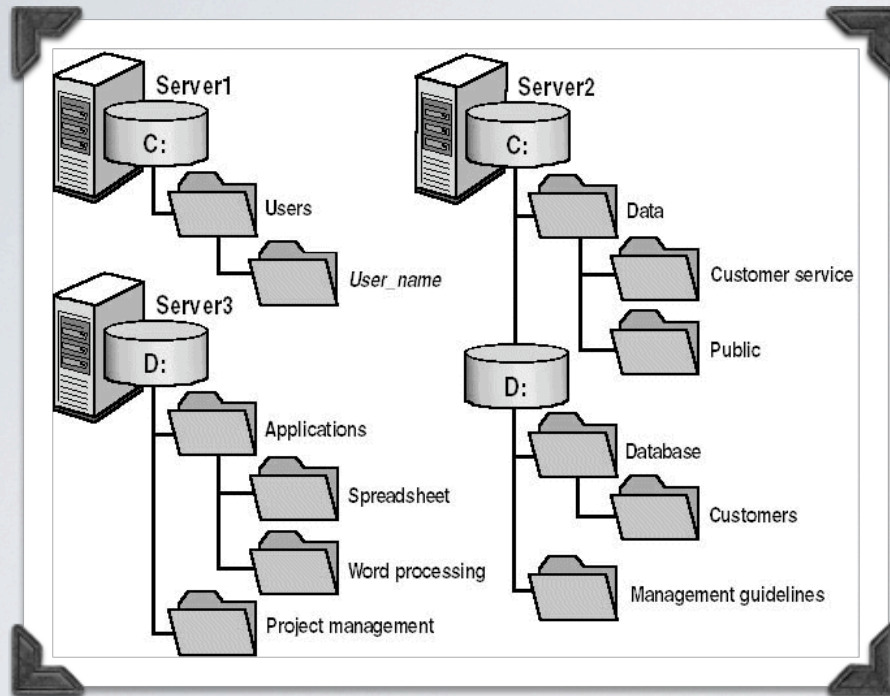 Server1
C:
Users
User_name
Server3
D:
Applications
Spreadsheet
Word processing
Project management
Server2
C:
Data
Customer service
Public
D:
Database
Customers
Management guidelines